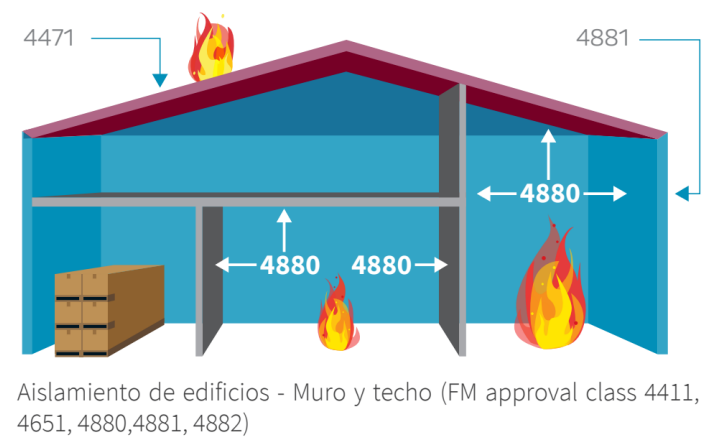 4471
4881
4880
4880 4880
Aislamiento de edificios - Muro y techo (FM approval class 4411,
4651, 4880,4881, 4882)